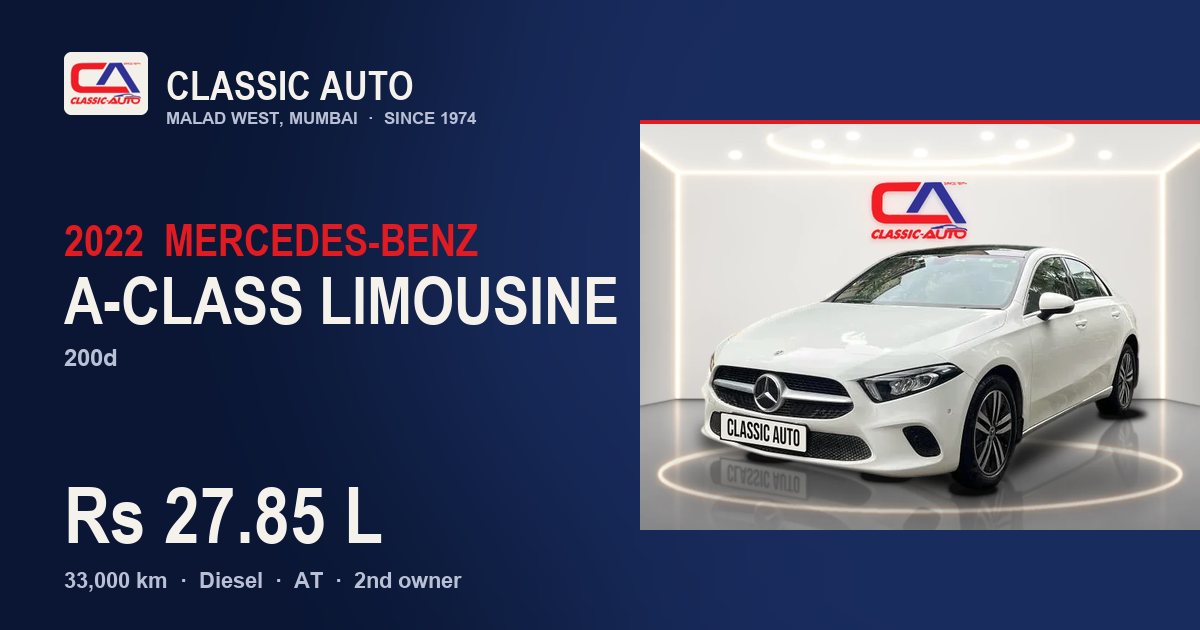 CA
CLASSIC-AUTO
CLASSIC AUTO
MALAD WEST, MUMBAI · SINCE 1974
2022 MERCEDES-BENZ
A-CLASS LIMOUSINE
200d
Rs 27.85 L
33,000 km · Diesel · AT · 2nd owner
CA
CLASSIC-AUTO
CLASSIC AUTO